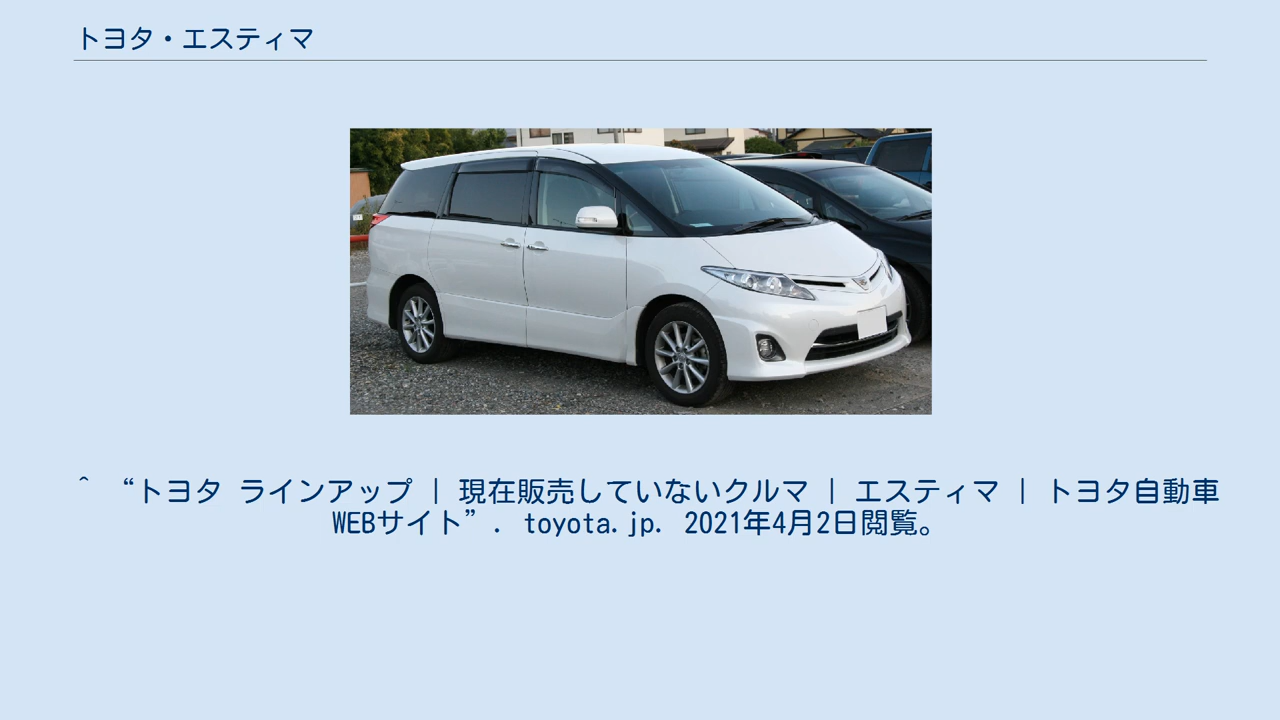 トヨタ・エスティマ
^ “トヨタ ラインアップ | 現在販売していないクルマ | エスティマ | トヨタ自動車
WEBサイト”. toyota.jp. 2021年4月2日閲覧。